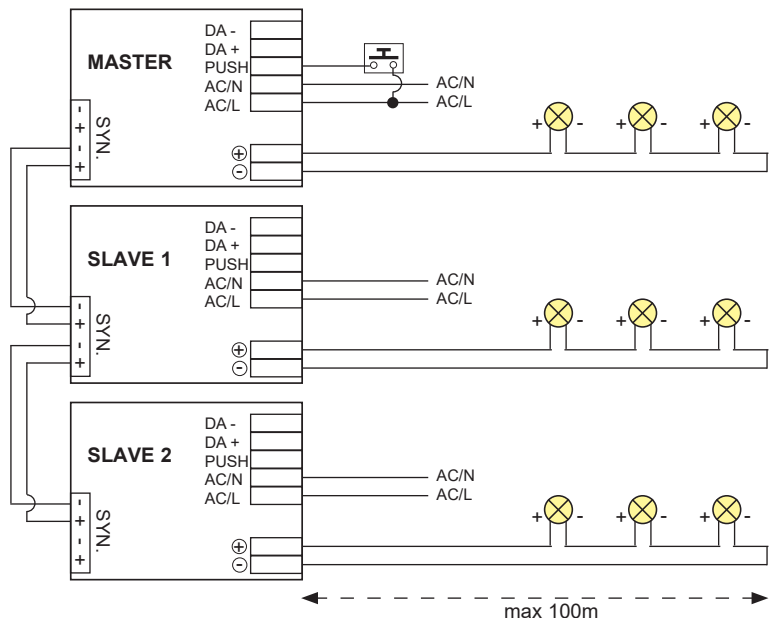 MASTER
DA -
DA +
PUSH
AC/N
AC/L
AC/N
AC/L
SYN.
- + - +
⊕
⊖
+ - + - + -
SLAVE 1
DA -
DA +
PUSH
AC/N
AC/L
AC/N
AC/L
SYN.
- + - +
⊕
⊖
+ - + - + -
SLAVE 2
DA -
DA +
PUSH
AC/N
AC/L
AC/N
AC/L
SYN.
- + - +
⊕
⊖
+ - + - + -
max 100m